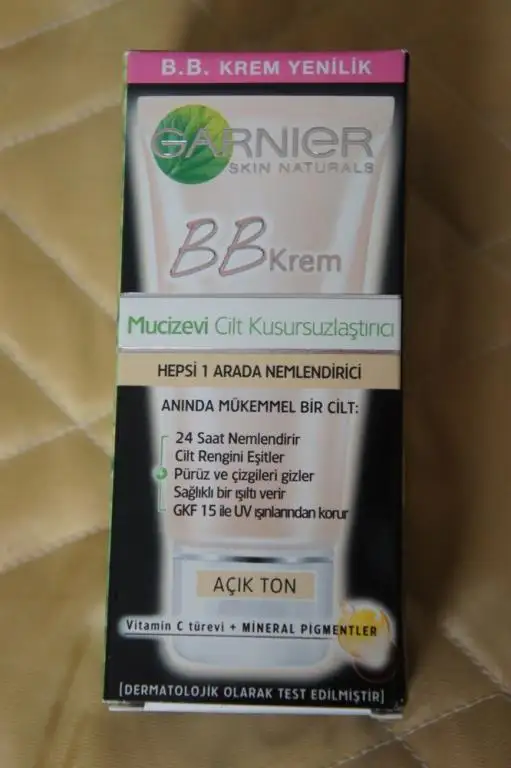 B.B. KREM YENİLİK
GARNIER
SKIN NATURALS
BB Krem
Mucizevi Cilt Kusursuzlaştırıcı
HEPSİ 1 ARADA NEMLENDİRİCİ
ANINDA MÜKEMMEL BİR CİLT:
24 Saat Nemlendirir
Cilt Rengini Eşitler
Pürüz ve çizgileri gizler
Sağlıklı bir ışıltı verir
GKF 15 ile UV ışınlarından korur
AÇIK TON
Vitamin C türevi + MİNERAL PİGMENTLER
[DERMATOLOJİK OLARAK TEST EDİLMİŞTİR]